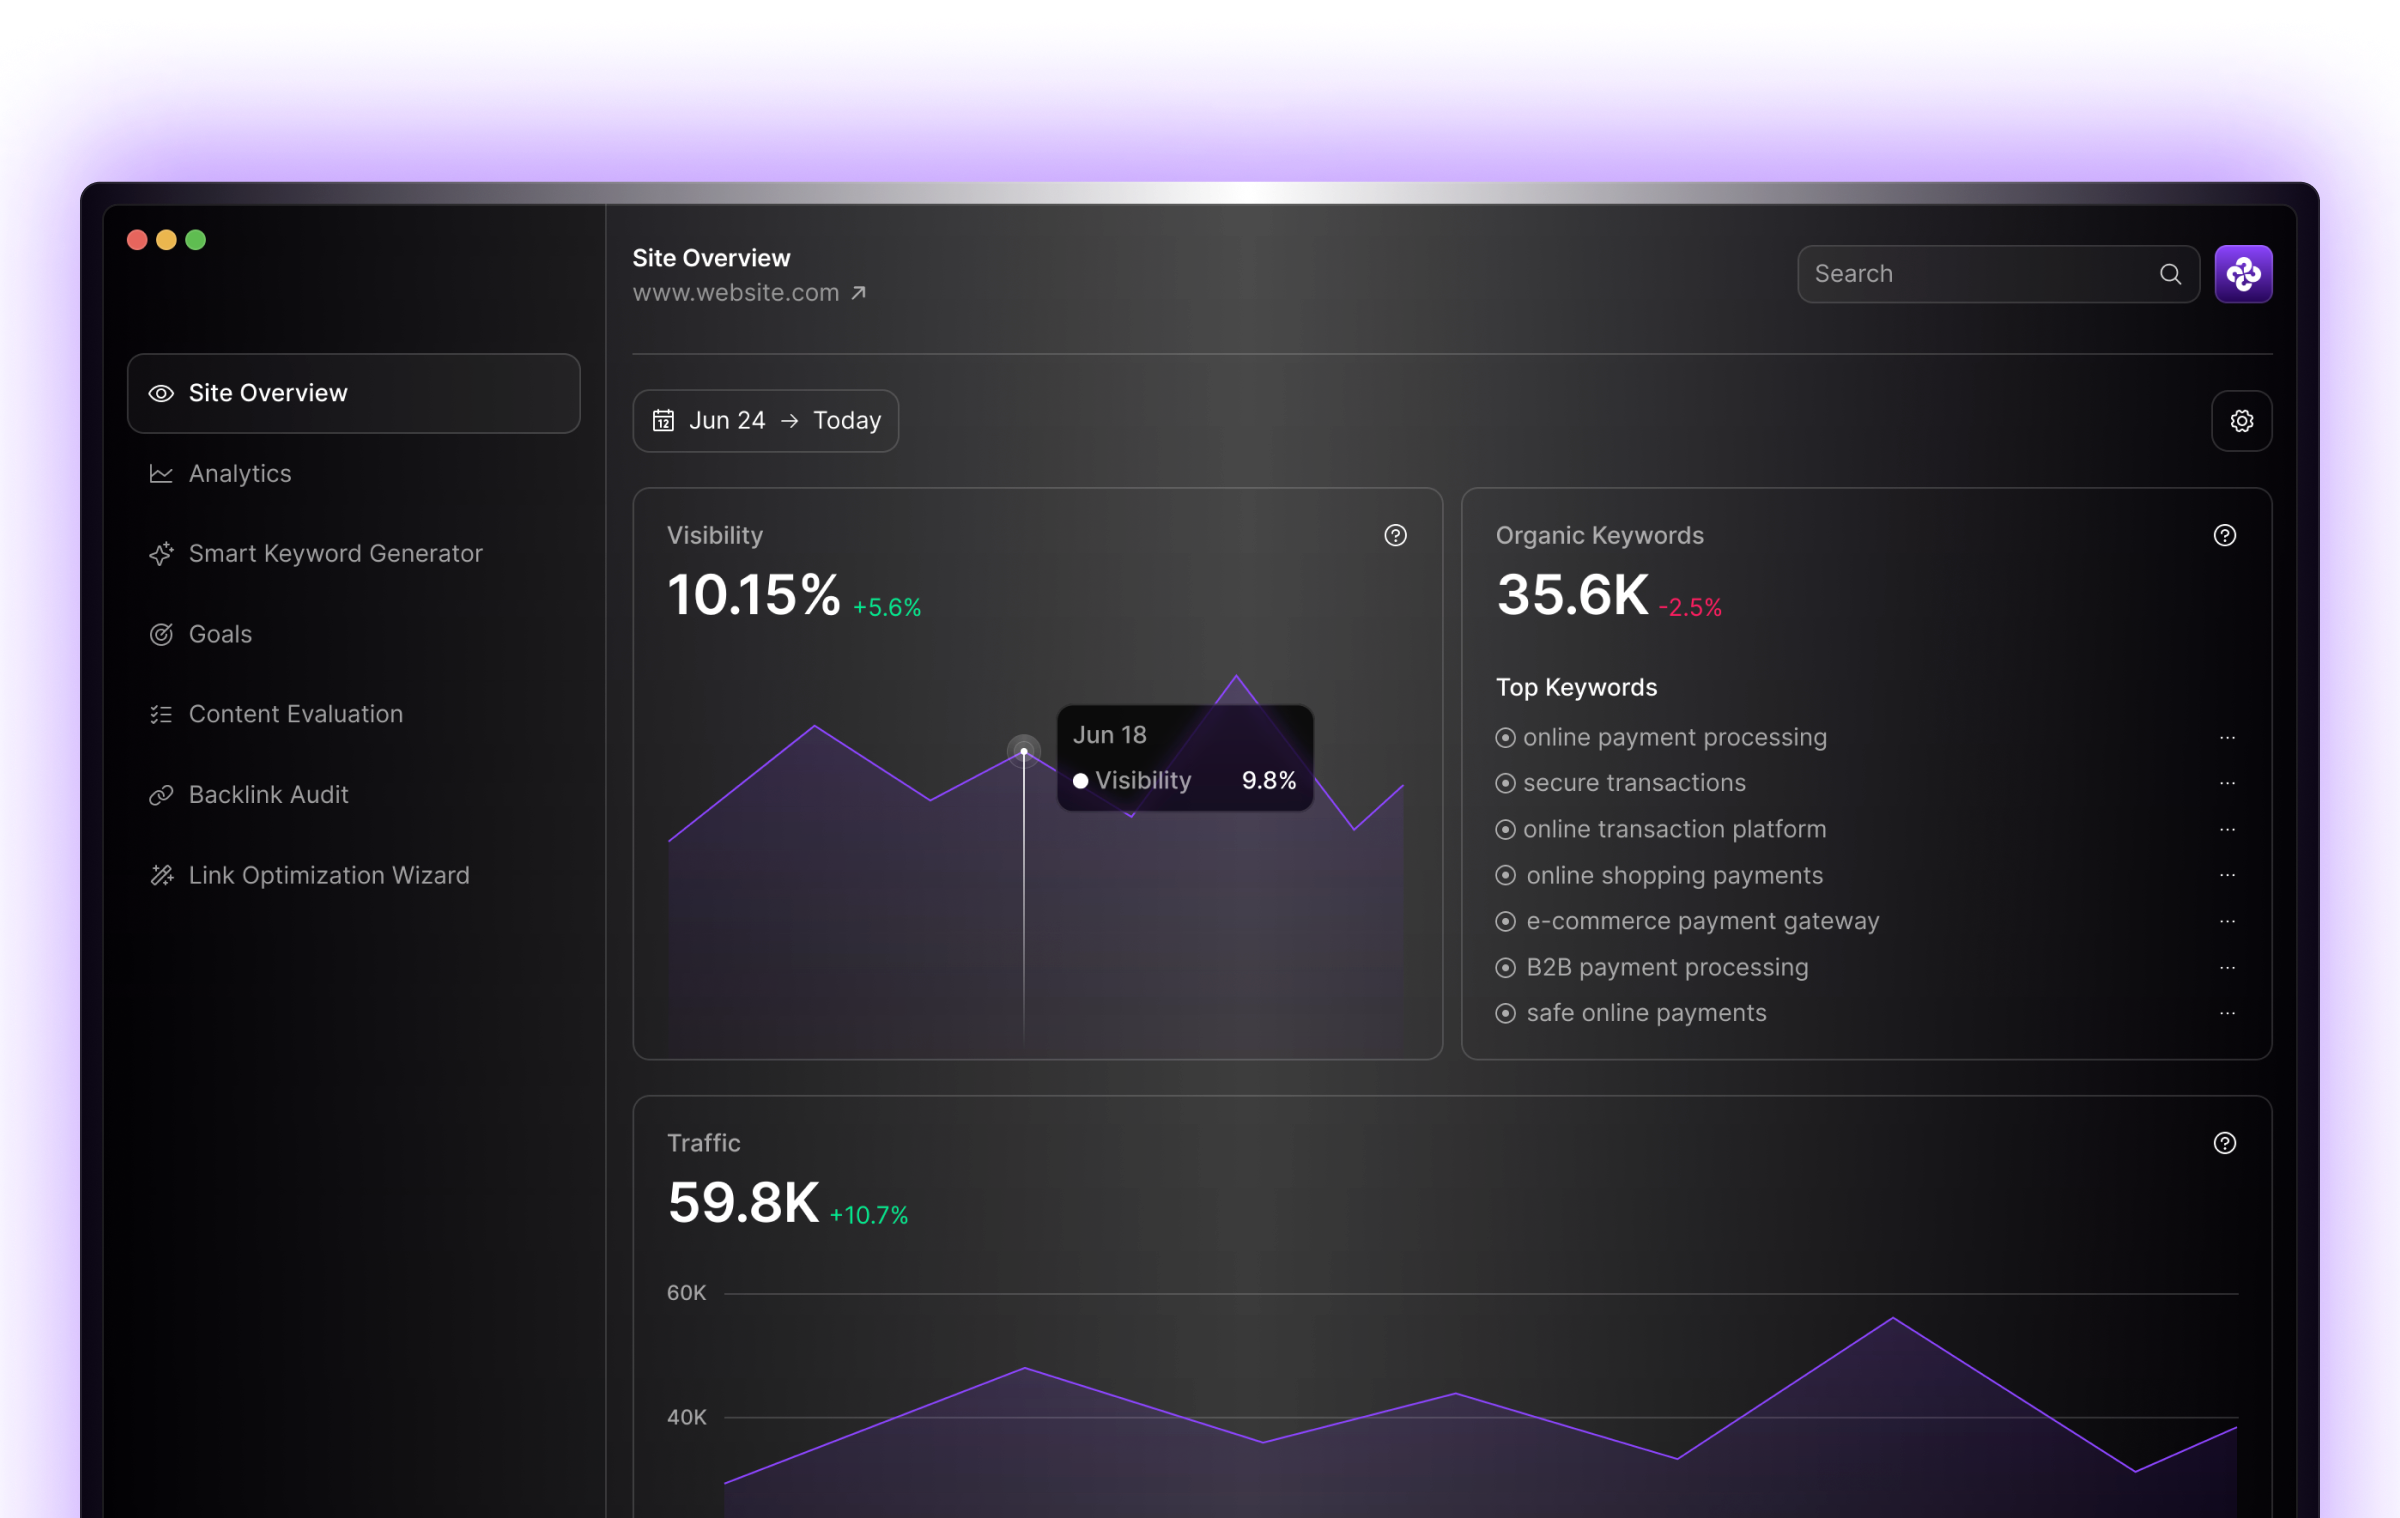 Site Overview
www.website.com
Search
Site Overview
Analytics
Smart Keyword Generator
Goals
Content Evaluation
Backlink Audit
Link Optimization Wizard
12 Jun 24 → Today
Visibility
10.15% +5.6%
Jun 18
Visibility 9.8%
Organic Keywords
35.6K -2.5%
Top Keywords
online payment processing
secure transactions
online transaction platform
online shopping payments
e-commerce payment gateway
B2B payment processing
safe online payments
Traffic
59.8K +10.7%
60K
40K